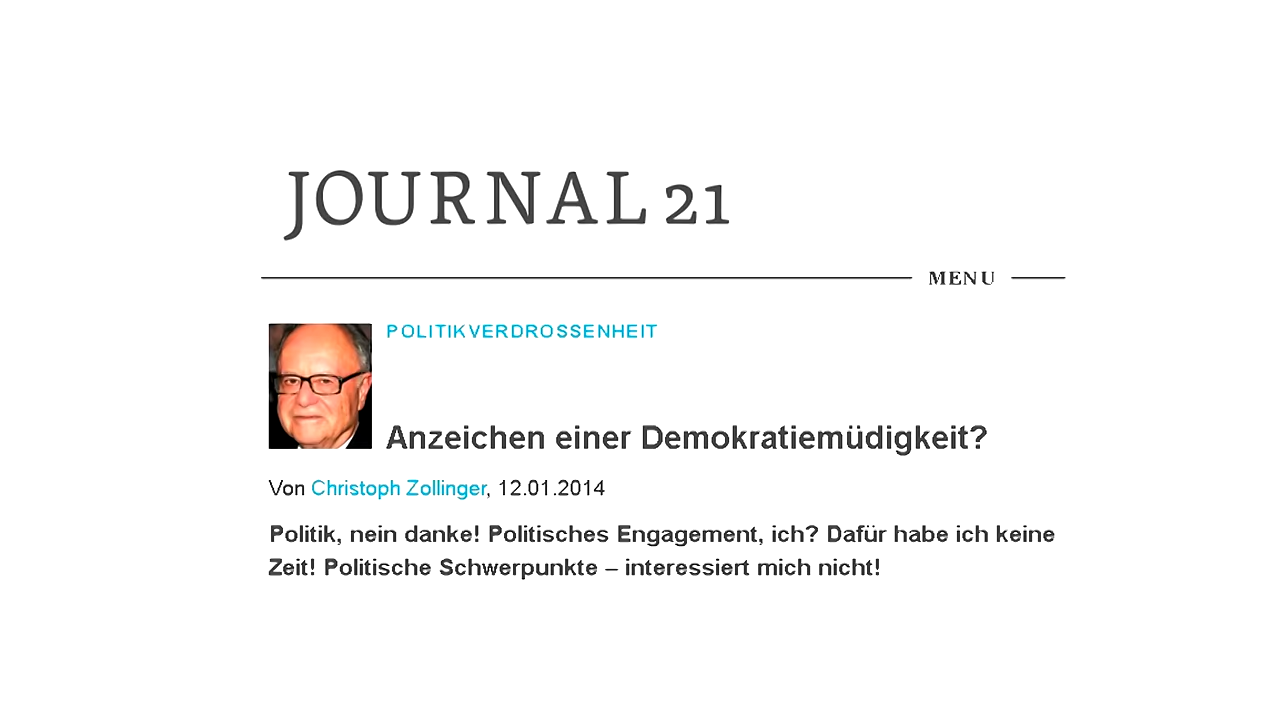 JOURNAL 21
MENU
POLITIKVERDROSSENHEIT
Anzeichen einer Demokratiemüdigkeit?
Von Christoph Zollinger, 12.01.2014
Politik, nein danke! Politisches Engagement, ich? Dafür habe ich keine
Zeit! Politische Schwerpunkte – interessiert mich nicht!